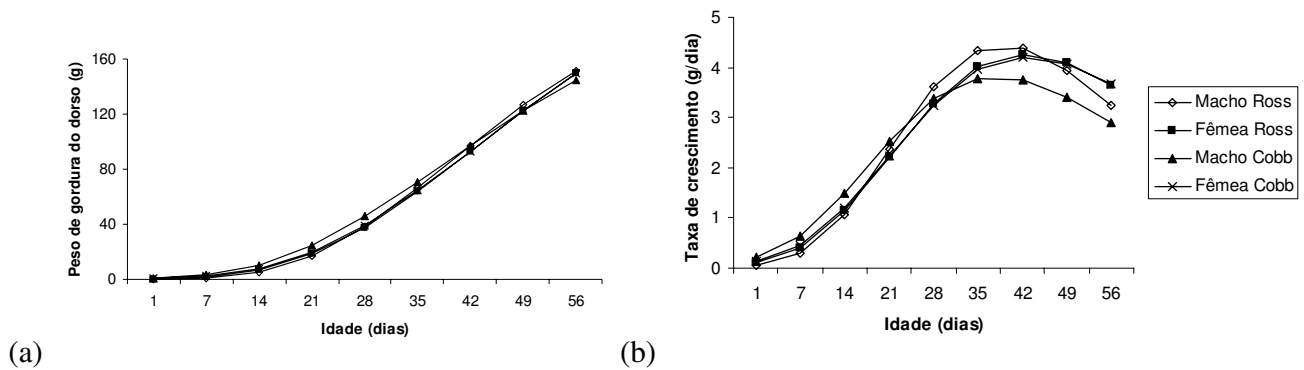 Peso de gordura do dorso (g)
160
120
80
40
0
1 7 14 21 28 35 42 49 56
Idade (dias)
(a)
Taxa de crescimento (g/dia)
5
4
3
2
1
0
1 7 14 21 28 35 42 49 56
Idade (dias)
(b)
Macho Ross
Fêmea Ross
Macho Cobb
Fêmea Cobb